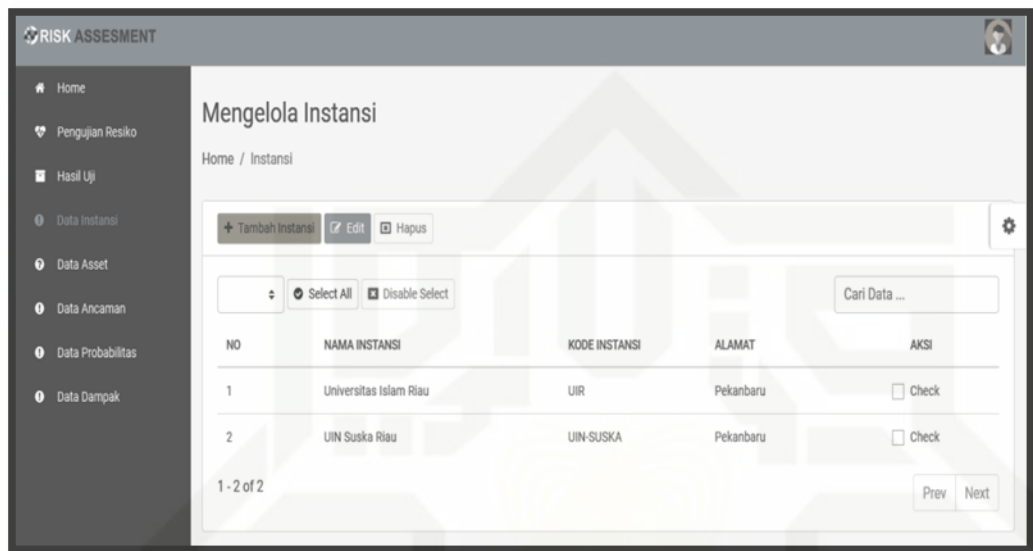 RISK ASSESMENT
Home
Pengujian Resiko
Hasil Uji
Data Instansi
Data Asset
Data Ancaman
Data Probabilitas
Data Dampak
Mengelola Instansi
Home / Instansi
+ Tambah Instansi Edit Hapus
Select All Disable Select Cari Data ...
NO NAMA INSTANSI KODE INSTANSI ALAMAT AKSI
1 Universitas Islam Riau UIR Pekanbaru Check
2 UIN Suska Riau UIN-SUSKA Pekanbaru Check
1 - 2 of 2 Prev Next